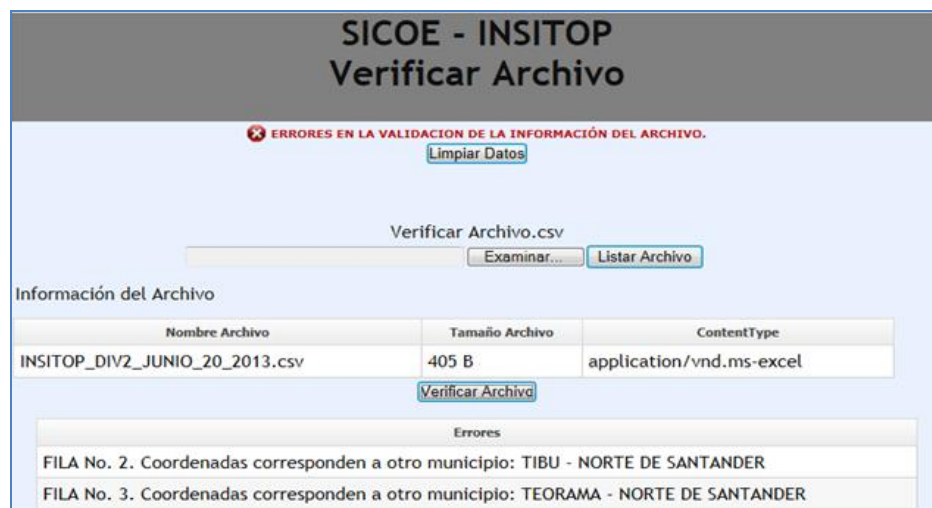 SICOE - INSITOP
Verificar Archivo
ERRORES EN LA VALIDACION DE LA INFORMACIÓN DEL ARCHIVO.
Limpiar Datos
Verificar Archivo.csv
Examinar... Listar Archivo
Información del Archivo
Nombre Archivo Tamaño Archivo ContentType
INSITOP_DIV2_JUNIO_20_2013.csv 405 B application/vnd.ms-excel
Verificar Archivo
Errores
FILA No. 2. Coordenadas corresponden a otro municipio: TIBU - NORTE DE SANTANDER
FILA No. 3. Coordenadas corresponden a otro municipio: TEORAMA - NORTE DE SANTANDER